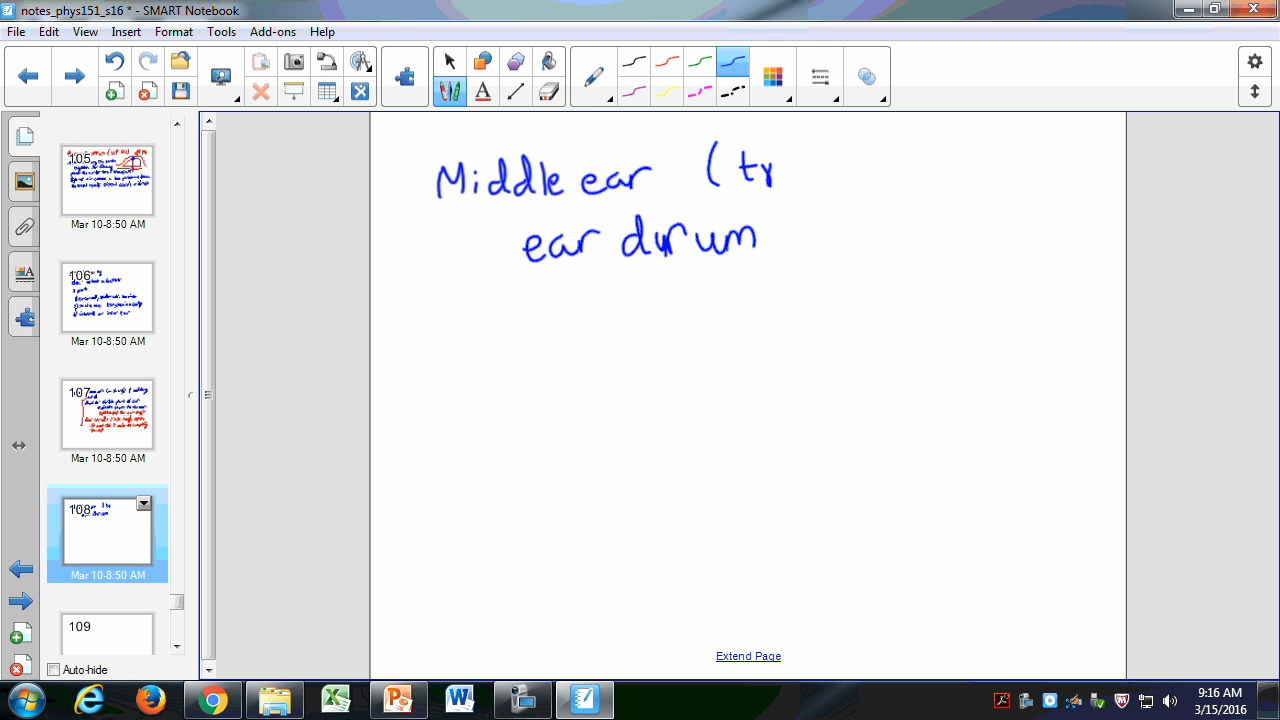 notes_phys151_s16 * - SMART Notebook
File Edit View Insert Format Tools Add-ons Help
105
Mar 10-8:50 AM
106
Mar 10-8:50 AM
107
Mar 10-8:50 AM
108
Mar 10-8:50 AM
109
Auto-hide
Middle ear (ty
ear durum
Extend Page
9:16 AM
3/15/2016